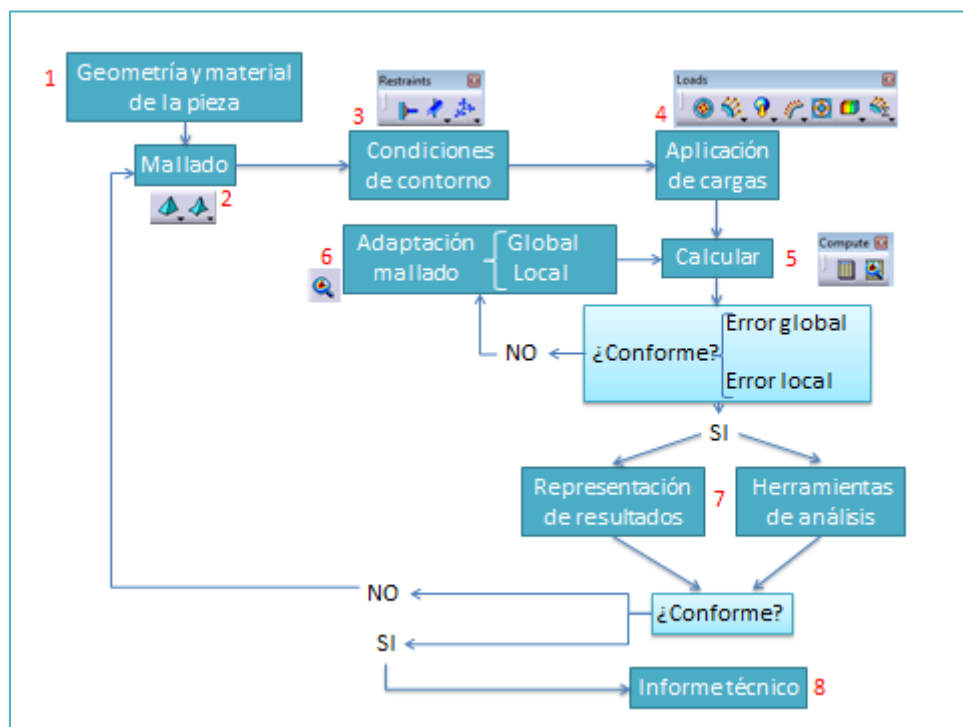 1
Geometría y material
de la pieza
Restraints
Loads
3
4
Mallado
Condiciones
de contorno
Aplicación
de cargas
2
6
Adaptación
mallado
Global
Local
Calcular
5
Compute
NO
¿Conforme?
Error global
Error local
SI
Representación
de resultados
7
Herramientas
de análisis
NO
¿Conforme?
SI
Informe técnico
8